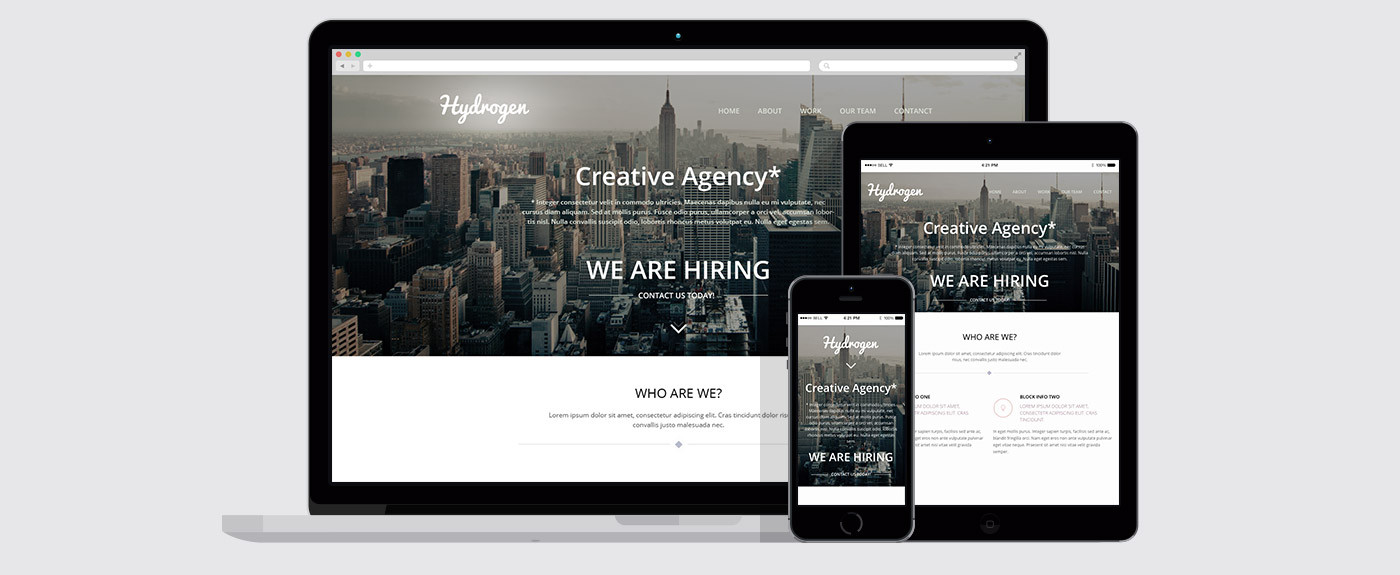 Hydrogen
HOME ABOUT WORK OUR TEAM CONTANCT
Creative Agency*
* Integer consectetur velit in commodo ultricies. Maecenas dapibus nulla eu mi vulputate, nec
cursus diam aliquam. Sed at mollis purus. Fusce odio purus, ullamcorper a orci vel, accumsan lobor
tis nisl. Nulla convallis suscipit odio, lobortis rhoncus metus volutpat eu. Nulla eget egestas sem.
WE ARE HIRING
CONTACT US TODAY!
WHO ARE WE?
Lorem ipsum dolor sit amet, consectetur adipiscing elit. Cras tincidunt dolor
convallis justo malesuada nec.
BELL 4:21 PM 100%
Hydrogen
HOME ABOUT WORK OUR TEAM CONTACT
Creative Agency*
WE ARE HIRING
CONTACT US TODAY!
WHO ARE WE?
Lorem ipsum dolor sit amet, consectetur adipiscing elit. Cras tincidunt dolor
risus, nec convallis justo malesuada nec.
BLOCK INFO TWO
LOREM IPSUM DOLOR SIT AMET,
CONSECTETUR ADIPISCING ELIT. CRAS
TINCIDUNT.
BELL 4:21 PM 100%
Hydrogen
Creative Agency*
WE ARE HIRING
CONTACT US TODAY!